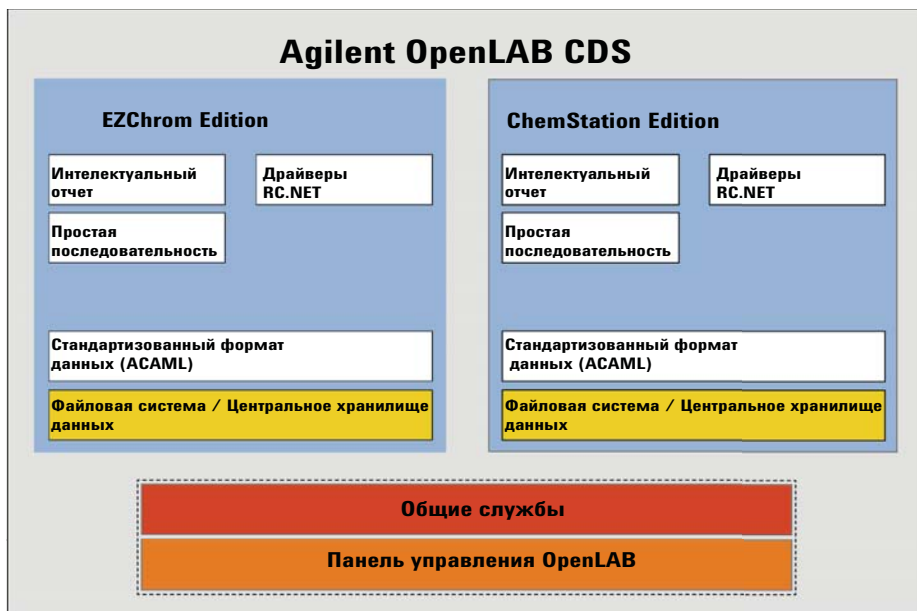 Agilent OpenLAB CDS
EZChrom Edition
Интелектуальный
отчет
Драйверы
RC.NET
Простая
последовательность
Стандартизованный формат
данных (ACAML)
Файловая система / Центральное хранилище
данных
ChemStation Edition
Интелектуальный
отчет
Драйверы
RC.NET
Простая
последовательность
Стандартизованный формат
данных (ACAML)
Файловая система / Центральное хранилище
данных
Общие службы
Панель управления OpenLAB